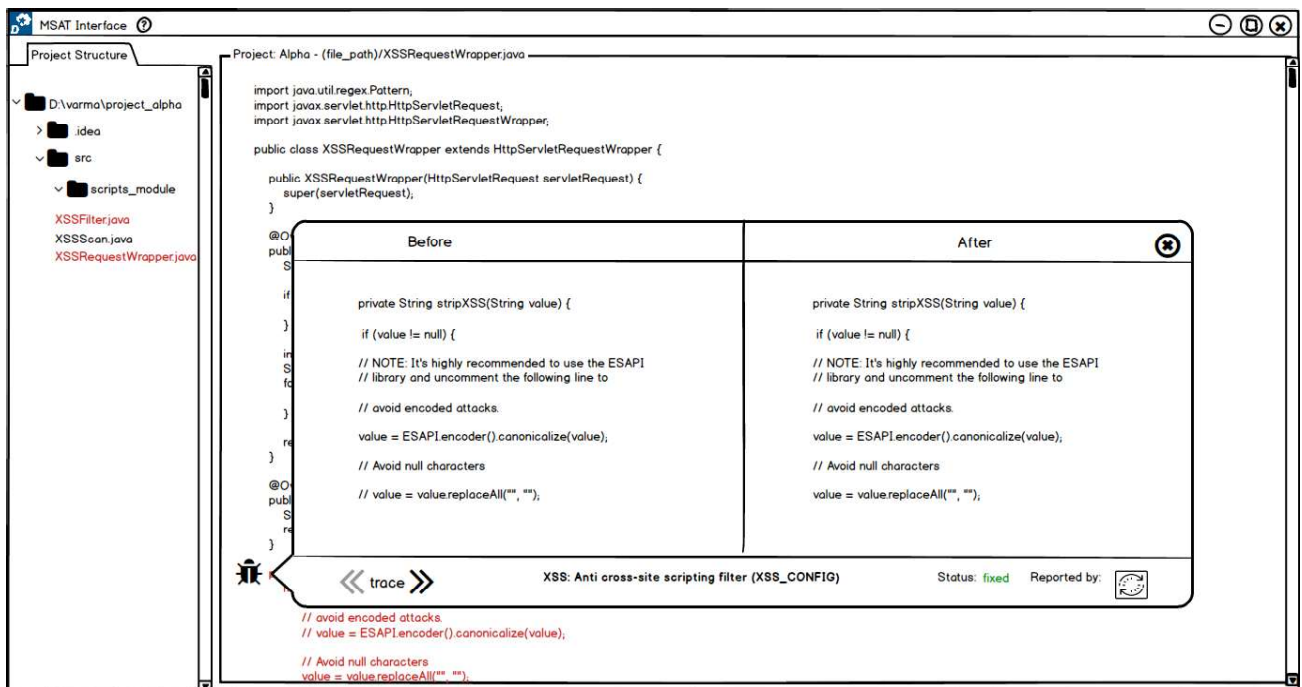 MSAT Interface ?
Project Structure
D:\varma\project_alpha
.idea
src
scripts_module
XSSFilter.java
XSSScan.java
XSSRequestWrapper.java
Project: Alpha - (file_path)/XSSRequestWrapper.java
import java.util.regex.Pattern;
import javax.servlet.http.HttpServletRequest;
import javax.servlet.http.HttpServletRequestWrapper;
public class XSSRequestWrapper extends HttpServletRequestWrapper {
public XSSRequestWrapper(HttpServletRequest servletRequest) {
super(servletRequest);
}
@O
publ
S
if
}
in
S
fo
}
re
}
@O
publ
S
re
}
Before
private String stripXSS(String value) {
if (value != null) {
// NOTE: It's highly recommended to use the ESAPI
// library and uncomment the following line to
// avoid encoded attacks.
value = ESAPI.encoder().canonicalize(value);
// Avoid null characters
// value = value.replaceAll("", "");
After
private String stripXSS(String value) {
if (value != null) {
// NOTE: It's highly recommended to use the ESAPI
// library and uncomment the following line to
// avoid encoded attacks.
value = ESAPI.encoder().canonicalize(value);
// Avoid null characters
value = value.replaceAll("", "");
trace
XSS: Anti cross-site scripting filter (XSS_CONFIG)
Status: fixed
Reported by:
// avoid encoded attacks.
// value = ESAPI.encoder().canonicalize(value);
// Avoid null characters
value = value.replaceAll("", "");